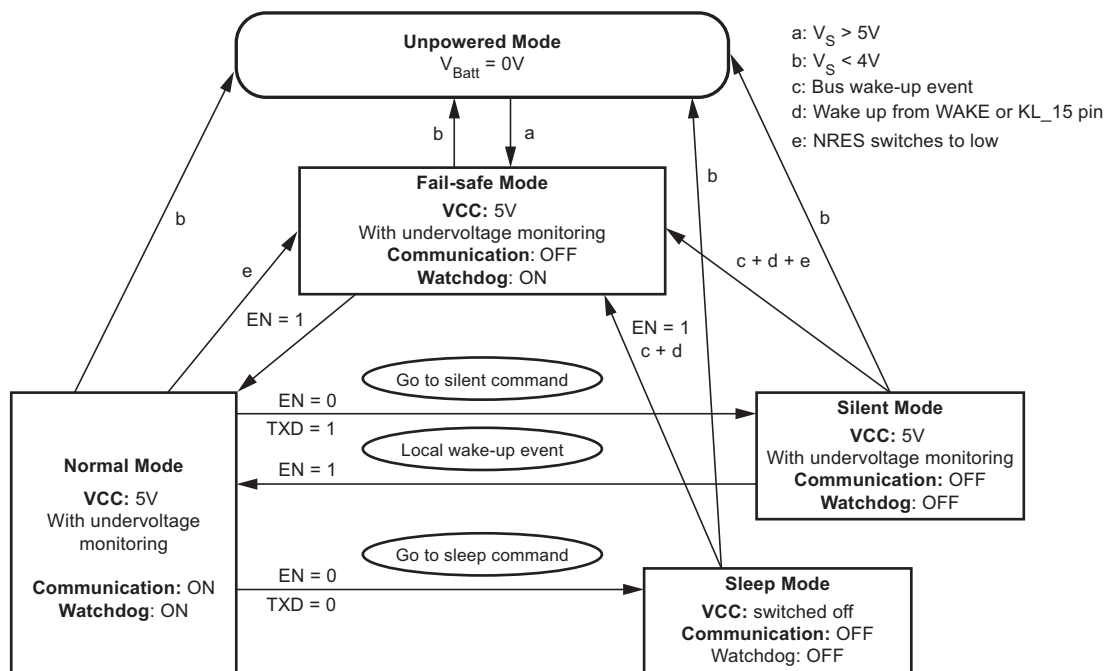 Unpowered Mode
V_Batt = 0V
a: V_S > 5V
b: V_S < 4V
c: Bus wake-up event
d: Wake up from WAKE or KL_15 pin
e: NRES switches to low
b
a
b
b
b
Fail-safe Mode
VCC: 5V
With undervoltage monitoring
Communication: OFF
Watchdog: ON
e
c + d + e
EN = 1
EN = 1
c + d
Go to silent command
EN = 0
TXD = 1
Local wake-up event
EN = 1
Go to sleep command
EN = 0
TXD = 0
Normal Mode
VCC: 5V
With undervoltage
monitoring
Communication: ON
Watchdog: ON
Silent Mode
VCC: 5V
With undervoltage monitoring
Communication: OFF
Watchdog: OFF
Sleep Mode
VCC: switched off
Communication: OFF
Watchdog: OFF